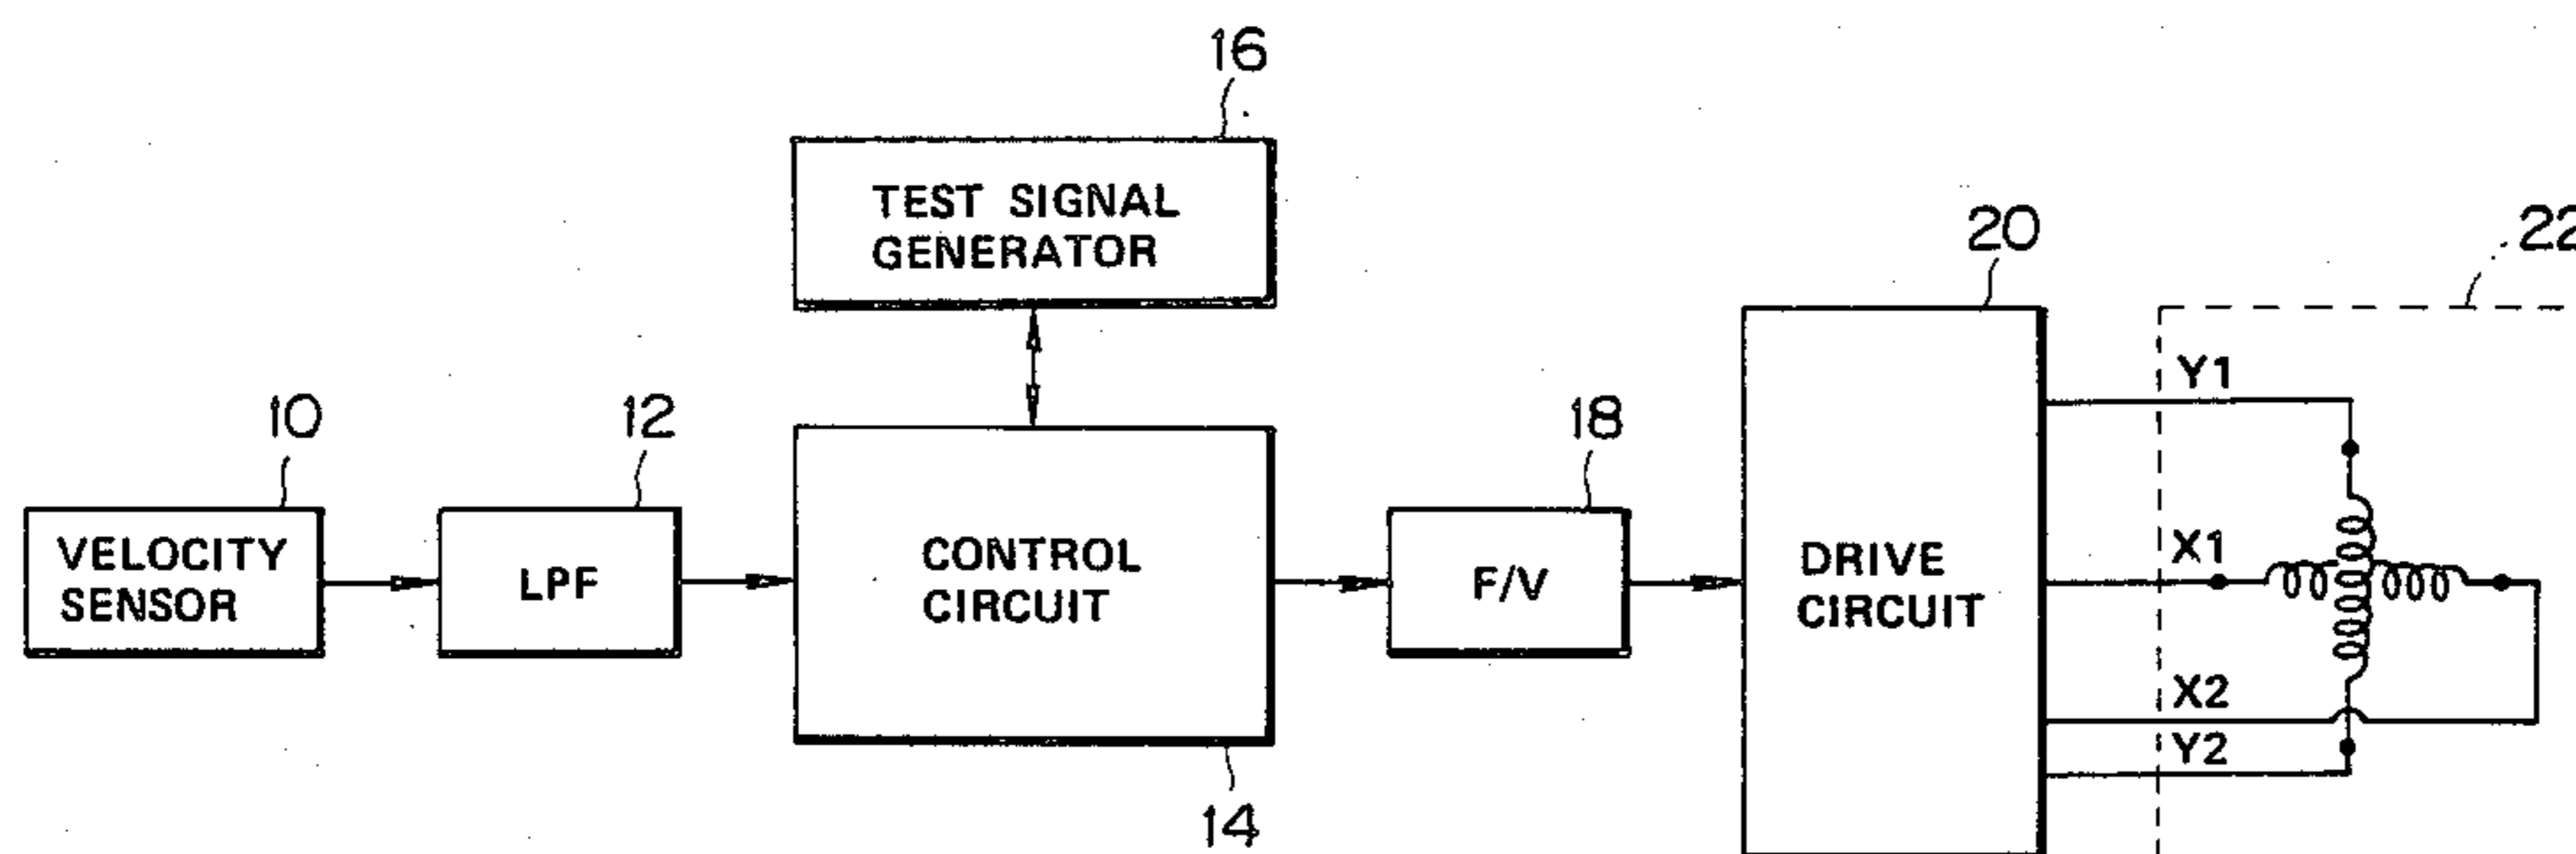 16
TEST SIGNAL
GENERATOR
20
22
10
12
18
Y1
VELOCITY
SENSOR
LPF
CONTROL
CIRCUIT
F/V
DRIVE
CIRCUIT
X1
X2
Y2
14